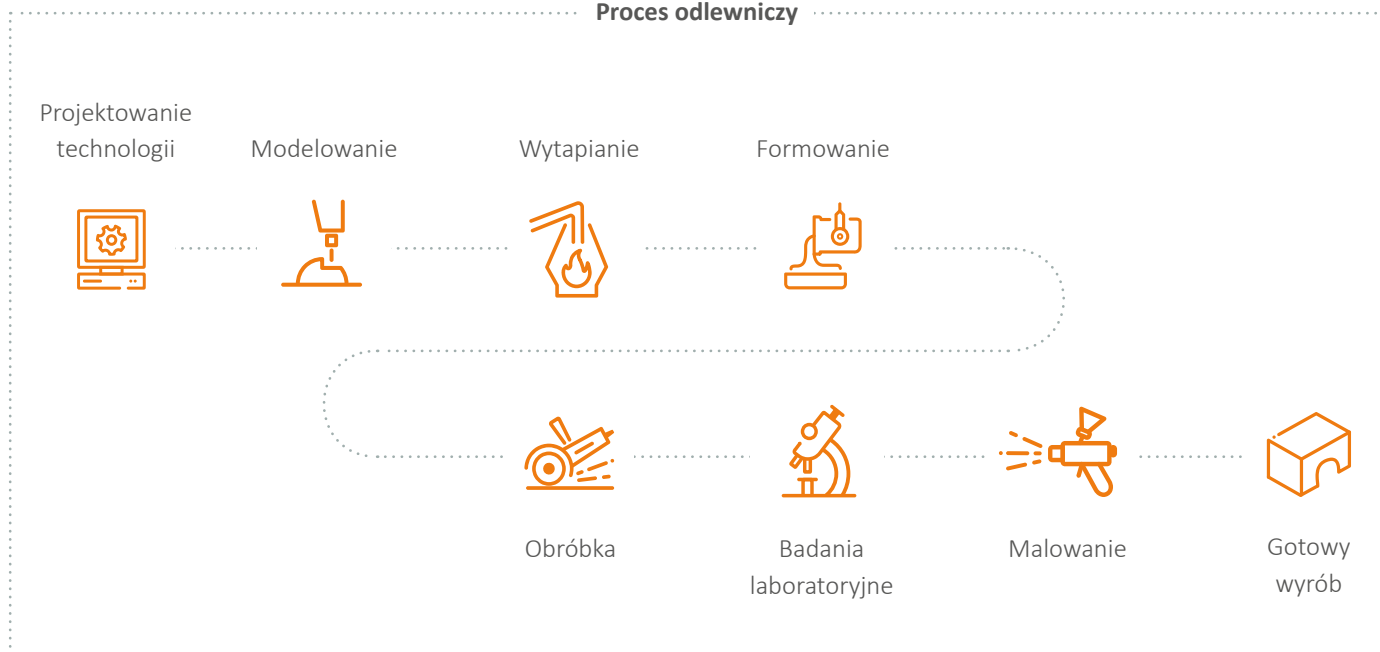 Proces odlewniczy
Projektowanie
technologii
Modelowanie
Wytapianie
Formowanie
Obróbka
Badania
laboratoryjne
Malowanie
Gotowy
wyrób